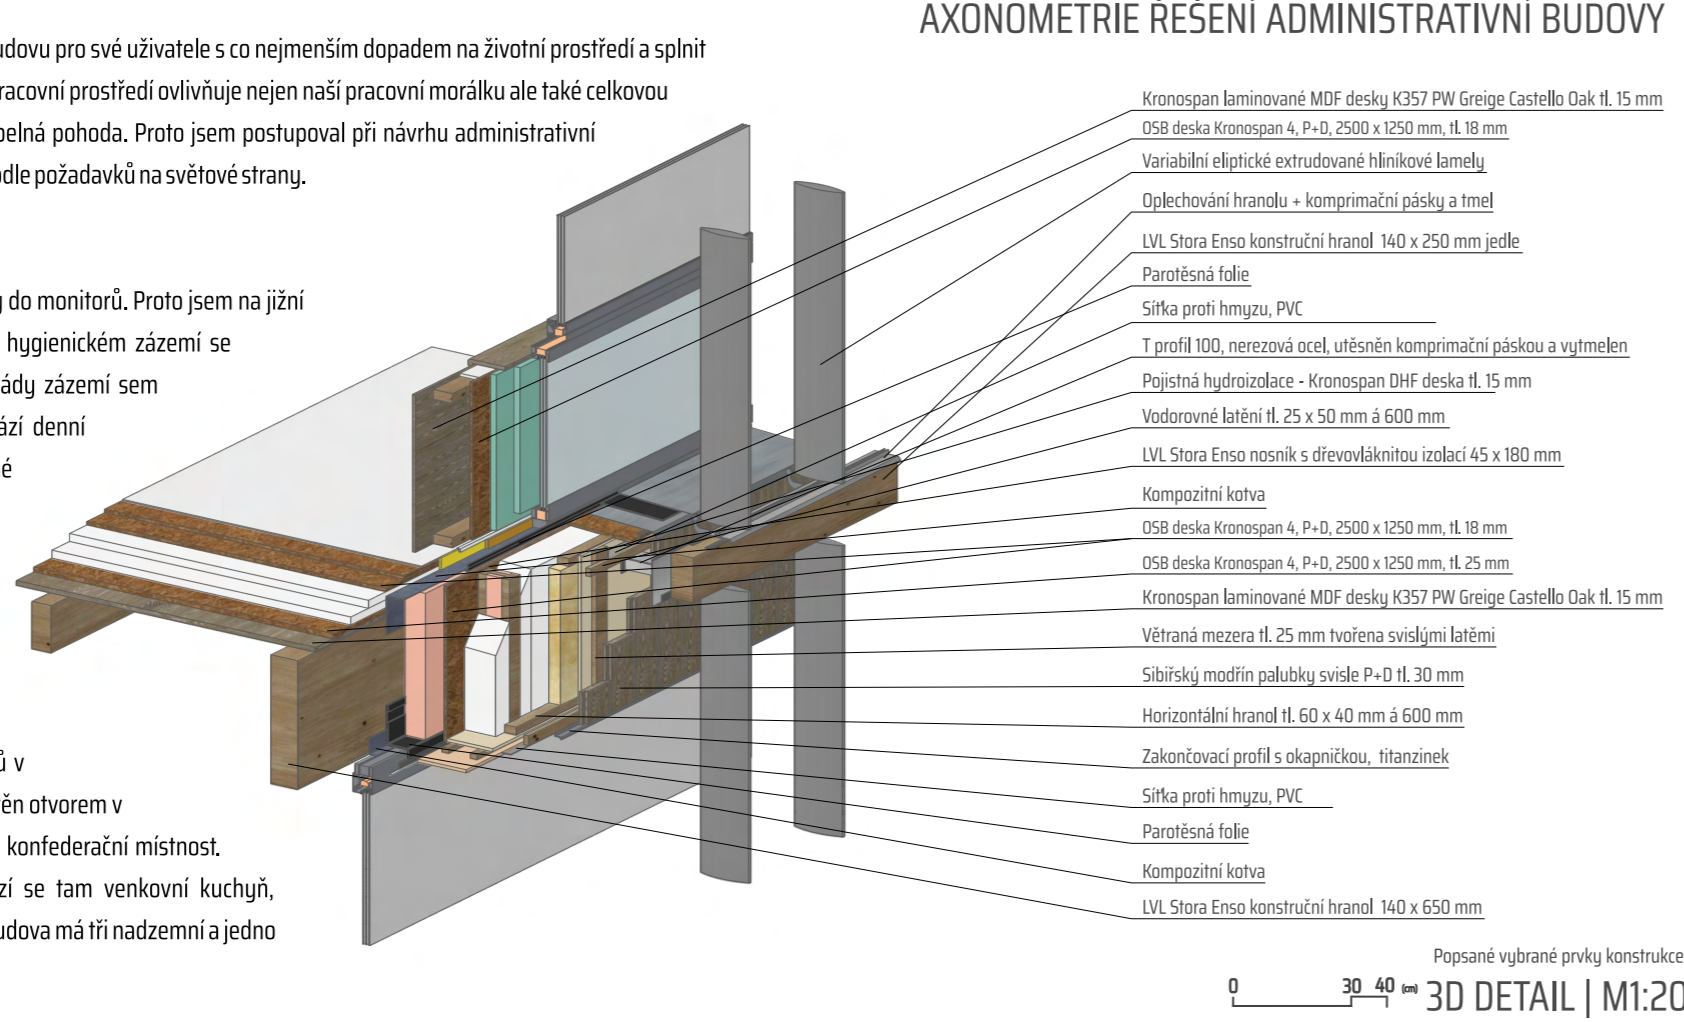 AXONOMETRIE ŘEŠENÍ ADMINISTRATIVNÍ BUDOVY
udovu pro své uživatele s co nejmenším dopadem na životní prostředí a splnit
racovní prostředí ovlivňuje nejen naší pracovní morálku ale také celkovou
pelná pohoda. Proto jsem postupoval při návrhu administrativní
odle požadavků na světové strany.
y do monitorů. Proto jsem na jižní
hygienickém zázemí se
ády zázemí sem
ází denní
é
ů v
těn otvorem v
konfederační místnost.
zí se tam venkovní kuchyň,
udova má tři nadzemní a jedno
Kronospan laminované MDF desky K357 PW Greige Castello Oak tl. 15 mm
OSB deska Kronospan 4, P+D, 2500 x 1250 mm, tl. 18 mm
Variabilní eliptické extrudované hliníkové lamely
Oplechování hranolu + komprimační pásky a tmel
LVL Stora Enso konstruční hranol 140 x 250 mm jedle
Parotěsná folie
Síťka proti hmyzu, PVC
T profil 100, nerezová ocel, utěsněn komprimační páskou a vytmelen
Pojistná hydroizolace - Kronospan DHF deska tl. 15 mm
Vodorovné latění tl. 25 x 50 mm á 600 mm
LVL Stora Enso nosník s dřevovláknitou izolací 45 x 180 mm
Kompozitní kotva
OSB deska Kronospan 4, P+D, 2500 x 1250 mm, tl. 18 mm
OSB deska Kronospan 4, P+D, 2500 x 1250 mm, tl. 25 mm
Kronospan laminované MDF desky K357 PW Greige Castello Oak tl. 15 mm
Větraná mezera tl. 25 mm tvořena svislými latěmi
Sibiřský modřín palubky svisle P+D tl. 30 mm
Horizontální hranol tl. 60 x 40 mm á 600 mm
Zakončovací profil s okapničkou, titanzinek
Síťka proti hmyzu, PVC
Parotěsná folie
Kompozitní kotva
LVL Stora Enso konstruční hranol 140 x 650 mm
Popsané vybrané prvky konstrukce
0 30 40 (cm) 3D DETAIL | M1:20